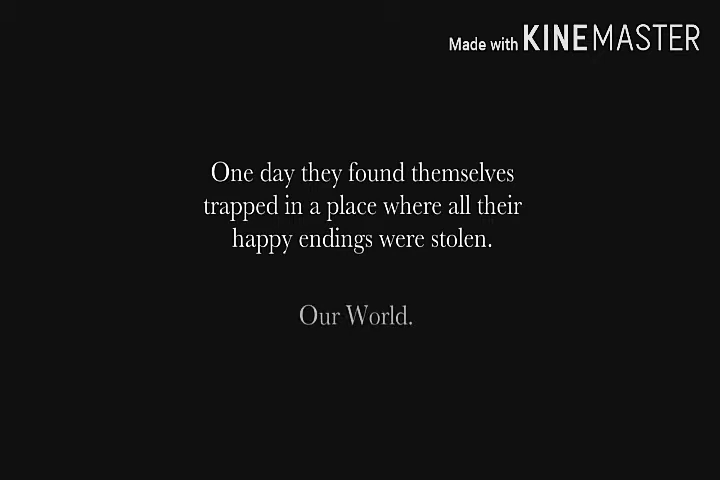 Made with KINEMASTER
One day they found themselves
trapped in a place where all their
happy endings were stolen.
Our World.